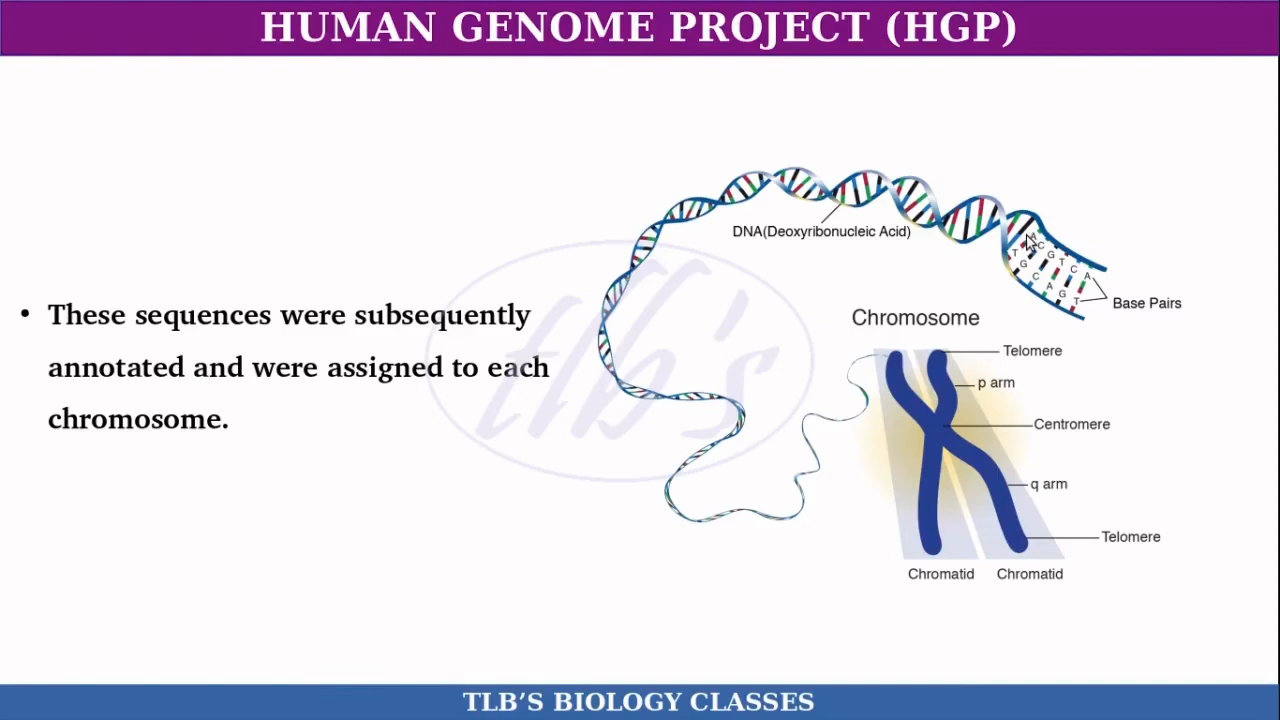 HUMAN GENOME PROJECT (HGP)
• These sequences were subsequently
annotated and were assigned to each
chromosome.
tlb's
DNA(Deoxyribonucleic Acid)
A
C
G
T
C
A
T
G
C
A
G
T
Base Pairs
Chromosome
Telomere
p arm
Centromere
q arm
Telomere
Chromatid Chromatid
TLB’S BIOLOGY CLASSES